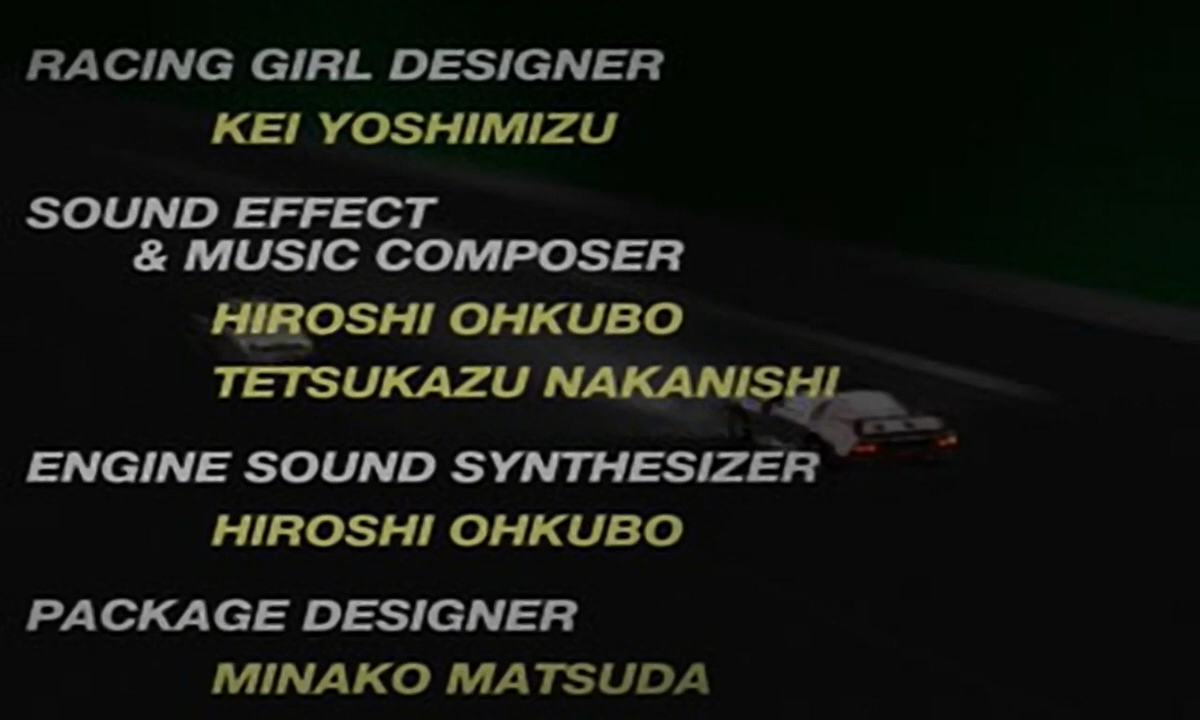 RACING GIRL DESIGNER
KEI YOSHIMIZU
SOUND EFFECT
& MUSIC COMPOSER
HIROSHI OHKUBO
TETSUKAZU NAKANISHI
ENGINE SOUND SYNTHESIZER
HIROSHI OHKUBO
PACKAGE DESIGNER
MINAKO MATSUDA